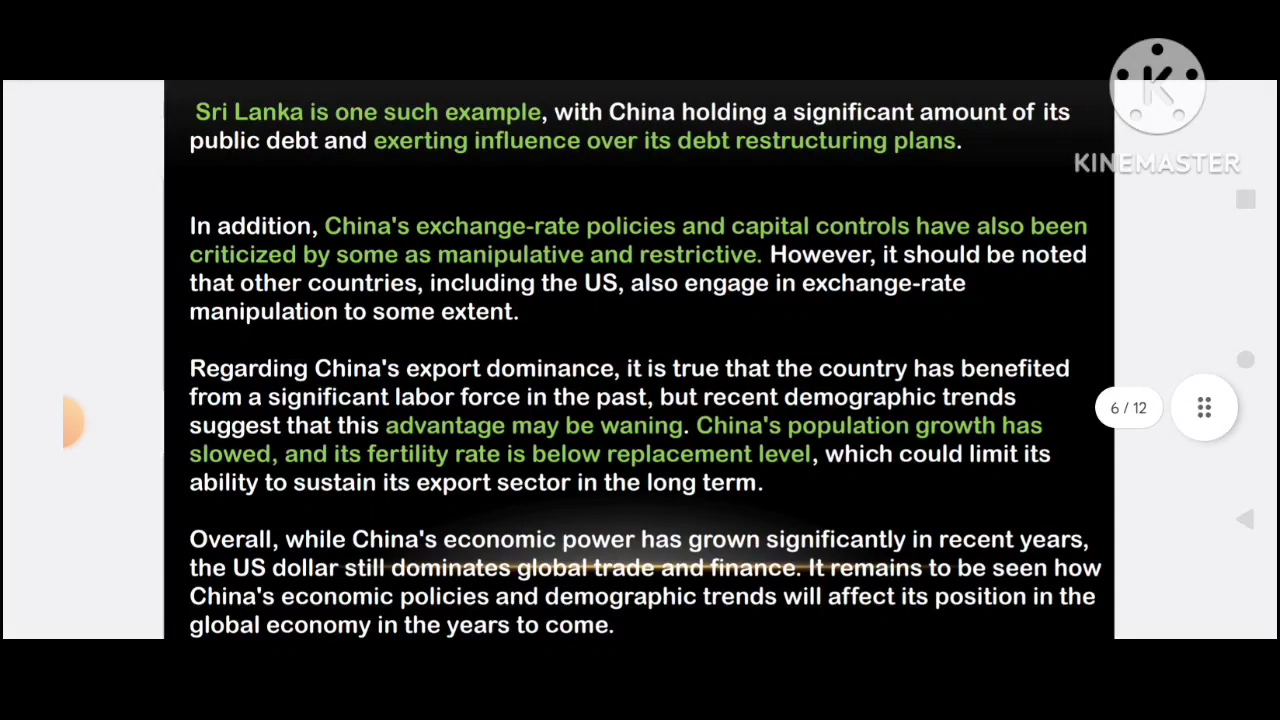 Sri Lanka is one such example, with China holding a significant amount of its
public debt and exerting influence over its debt restructuring plans.
In addition, China's exchange-rate policies and capital controls have also been
criticized by some as manipulative and restrictive. However, it should be noted
that other countries, including the US, also engage in exchange-rate
manipulation to some extent.
Regarding China's export dominance, it is true that the country has benefited
from a significant labor force in the past, but recent demographic trends
suggest that this advantage may be waning. China's population growth has
slowed, and its fertility rate is below replacement level, which could limit its
ability to sustain its export sector in the long term.
Overall, while China's economic power has grown significantly in recent years,
the US dollar still dominates global trade and finance. It remains to be seen how
China's economic policies and demographic trends will affect its position in the
global economy in the years to come.
K
KINEMASTER
6 / 12